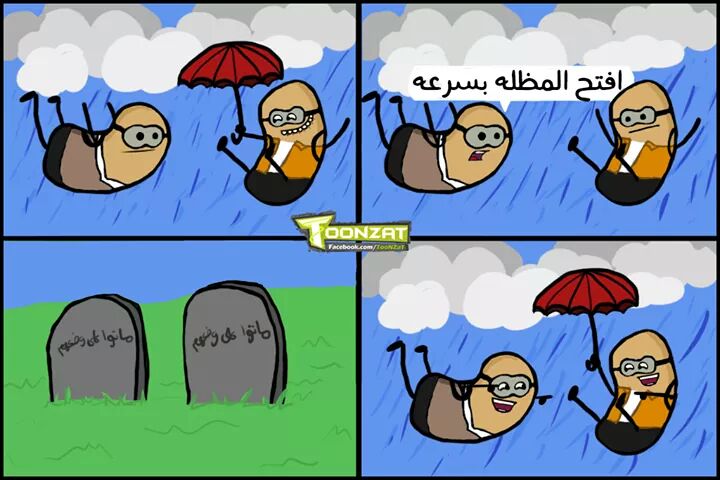 افتح المظله بسرعه
TOONZAT
Facebook.com/TooNZaT
ماتوا على وضعهم
ماتوا على وضعهم